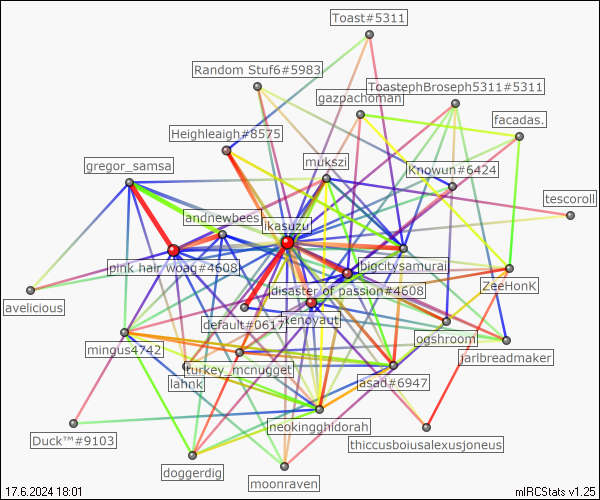 Toast#5311
Random Stuf6#5983
ToastephBroseph5311#5311
gazpachoman
facadas.
Heighleaigh#8575
mukszi
gregor_samsa
Knowun#6424
tescoroll
andnewbees
ikasuzu
pink hair woag#4608
bigcitysamurai
disaster of passion#4608
ZeeHonK
avelicious
default#0617
xenovaut
ogshroom
mingus4742
jarlbreadmaker
turkey_mcnugget
lahnk
asad#6947
neokingghidorah
Duck™#9103
thiccusboiusalexusjoneus
doggerdig
moonraven
17.6.2024 18:01
mIRCStats v1.25